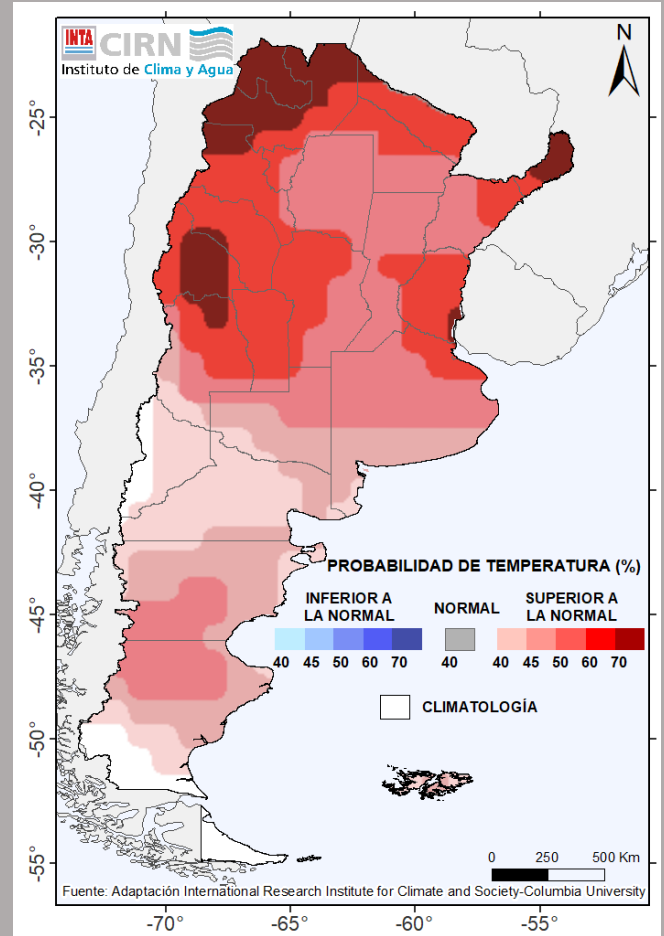 INTA CIRN
Instituto de Clima y Agua
N
-25°
-30°
-35°
-40°
-45°
-50°
-55°
PROBABILIDAD DE TEMPERATURA (%)
INFERIOR A
LA NORMAL
NORMAL
SUPERIOR A
LA NORMAL
40 45 50 60 70
40
40 45 50 60 70
CLIMATOLOGÍA
0 250 500 Km
Fuente: Adaptación International Research Institute for Climate and Society-Columbia University
-70° -65° -60° -55°